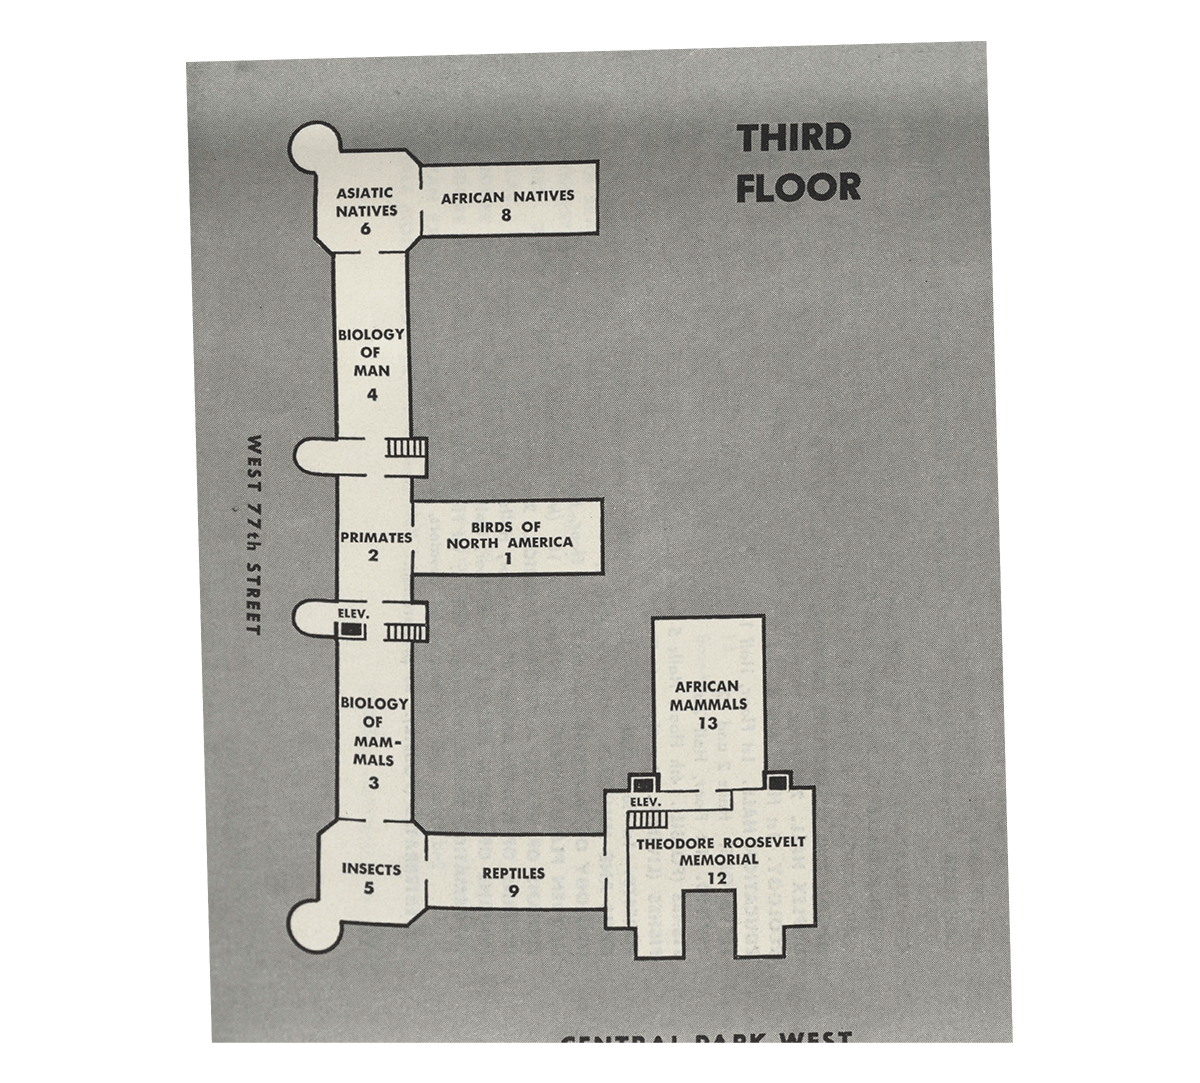 THIRD
FLOOR
ASIATIC
NATIVES
6
AFRICAN NATIVES
8
BIOLOGY
OF
MAN
4
WEST 77th STREET
PRIMATES
2
BIRDS OF
NORTH AMERICA
1
ELEV.
BIOLOGY
OF
MAM-
MALS
3
AFRICAN
MAMMALS
13
ELEV.
THEODORE ROOSEVELT
MEMORIAL
12
INSECTS
5
REPTILES
9
CENTRAL PARK WEST